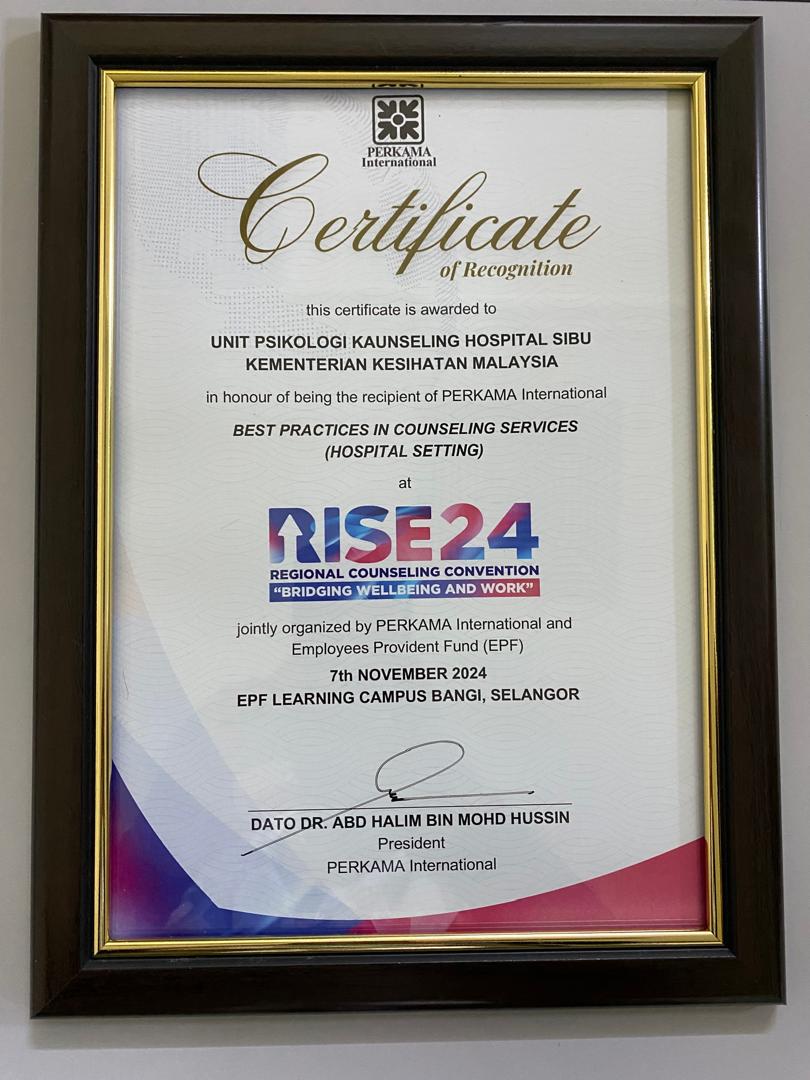 PERKAMA
International
Certificate
of Recognition
this certificate is awarded to
UNIT PSIKOLOGI KAUNSELING HOSPITAL SIBU
KEMENTERIAN KESIHATAN MALAYSIA
in honour of being the recipient of PERKAMA International
BEST PRACTICES IN COUNSELING SERVICES
(HOSPITAL SETTING)
at
RISE24
REGIONAL COUNSELING CONVENTION
“BRIDGING WELLBEING AND WORK”
jointly organized by PERKAMA International and
Employees Provident Fund (EPF)
7th NOVEMBER 2024
EPF LEARNING CAMPUS BANGI, SELANGOR
DATO DR. ABD HALIM BIN MOHD HUSSIN
President
PERKAMA International